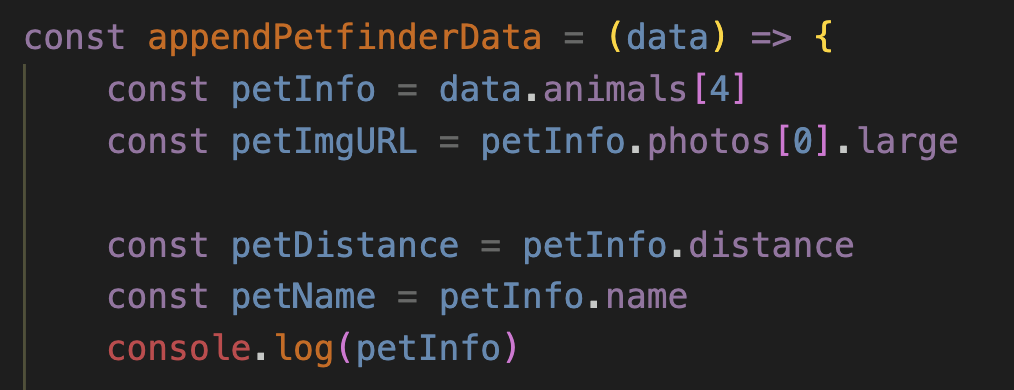 const appendPetfinderData = (data) => {
const petInfo = data.animals[4]
const petImgURL = petInfo.photos[0].large
const petDistance = petInfo.distance
const petName = petInfo.name
console.log(petInfo)